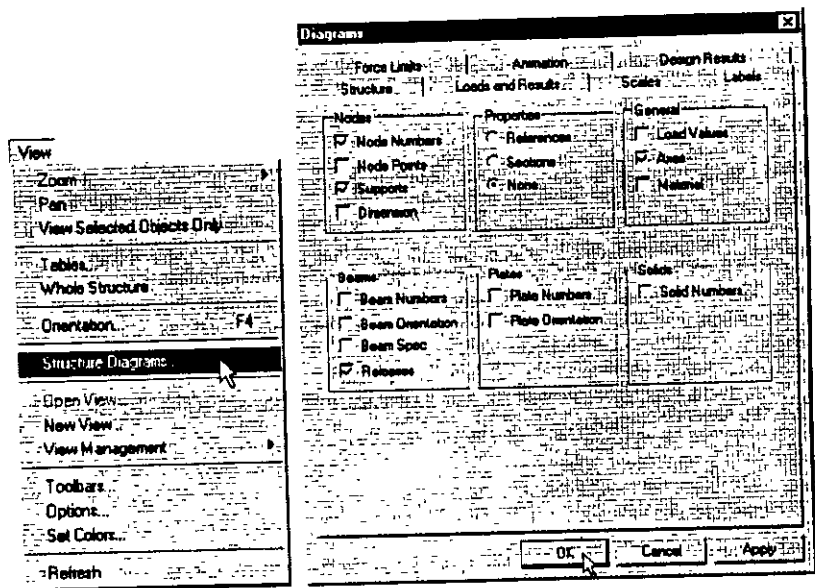 View
Zoom
Pan
View Selected Objects Only
Tables...
Whole Structure
Orientation... F4
Structure Diagrams...
Open View...
New View...
View Management
Toolbars...
Options...
Set Colors...
Refresh
Diagrams
Force Limits Animation Design Results
Structure Loads and Results Scales Labels
Nodes
Node Numbers
Node Points
Supports
Dimension
Properties
References
Sections
None
General
Load Values
Axes
Material
Beams
Beam Numbers
Beam Orientation
Beam Spec
Releases
Plates
Plate Numbers
Plate Orientation
Solids
Solid Numbers
OK Cancel Apply